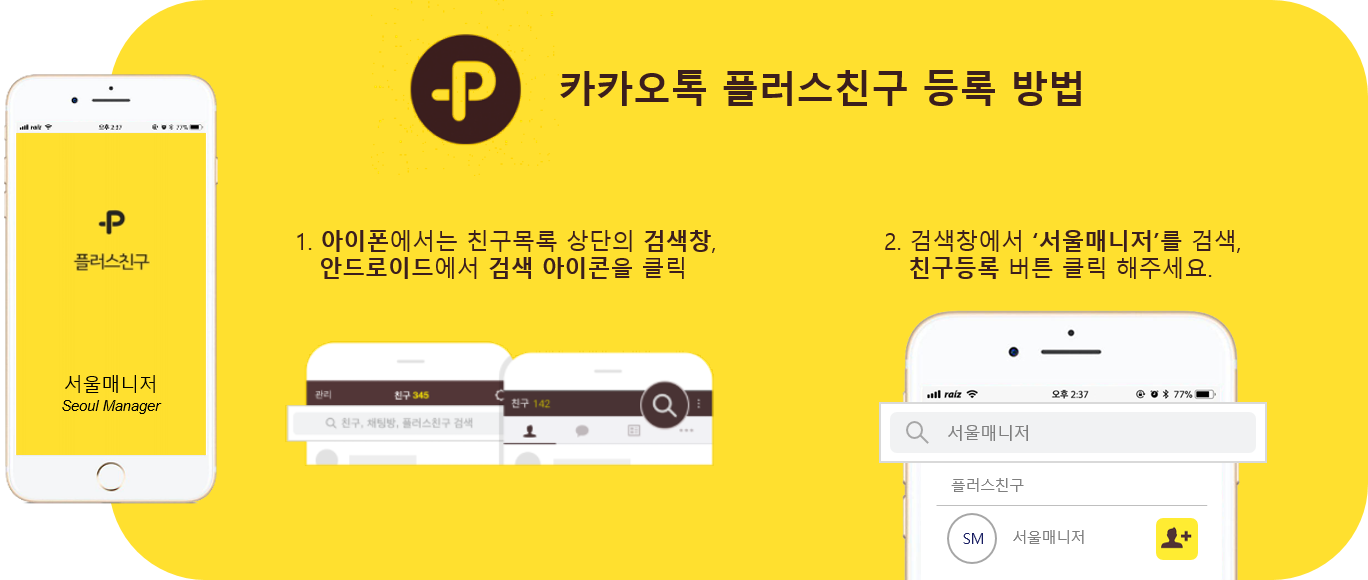 카카오톡 플러스친구 등록 방법
raiz 오후 2:37 77%
플러스친구
서울매니저
Seoul Manager
1. 아이폰에서는 친구목록 상단의 검색창,
안드로이드에서 검색 아이콘을 클릭
관리 친구 345
친구, 채팅방, 플러스친구 검색
친구 142
2. 검색창에서 ‘서울매니저’를 검색,
친구등록 버튼 클릭 해주세요.
raiz 오후 2:37 77%
서울매니저
플러스친구
SM 서울매니저